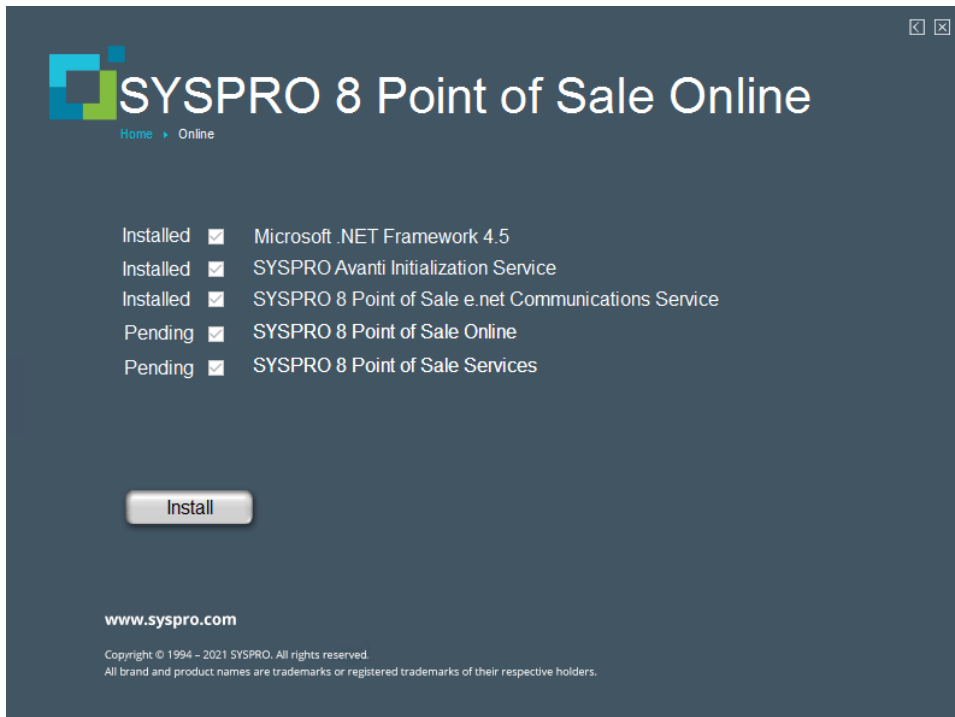 SYSPRO 8 Point of Sale Online
Home Online
Installed Microsoft .NET Framework 4.5
Installed SYSPRO Avanti Initialization Service
Installed SYSPRO 8 Point of Sale e.net Communications Service
Pending SYSPRO 8 Point of Sale Online
Pending SYSPRO 8 Point of Sale Services
Install
www.syspro.com
Copyright © 1994 – 2021 SYSPRO. All rights reserved.
All brand and product names are trademarks or registered trademarks of their respective holders.